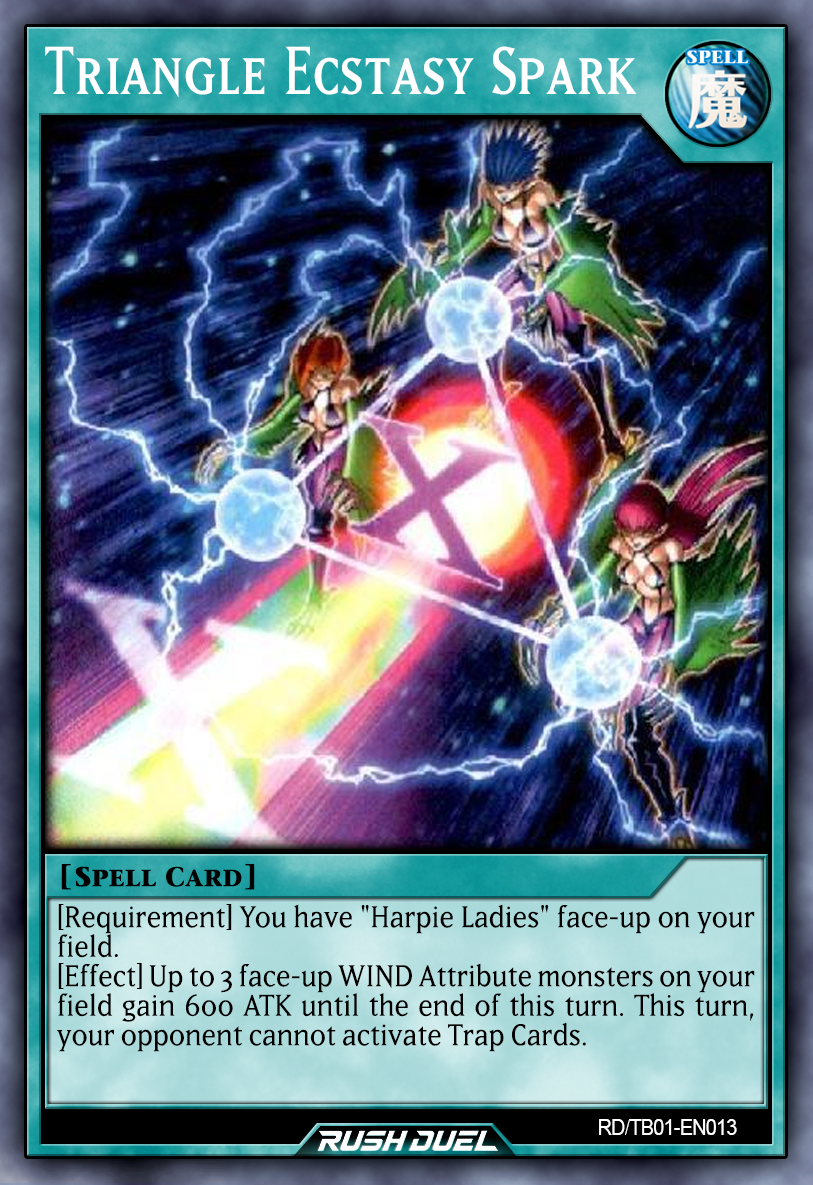 Triangle Ecstasy Spark
SPELL
魔
X
X
[Spell Card]
[Requirement] You have "Harpie Ladies" face-up on your
field.
[Effect] Up to 3 face-up WIND Attribute monsters on your
field gain 600 ATK until the end of this turn. This turn,
your opponent cannot activate Trap Cards.
RD/TB01-EN013
RUSH DUEL